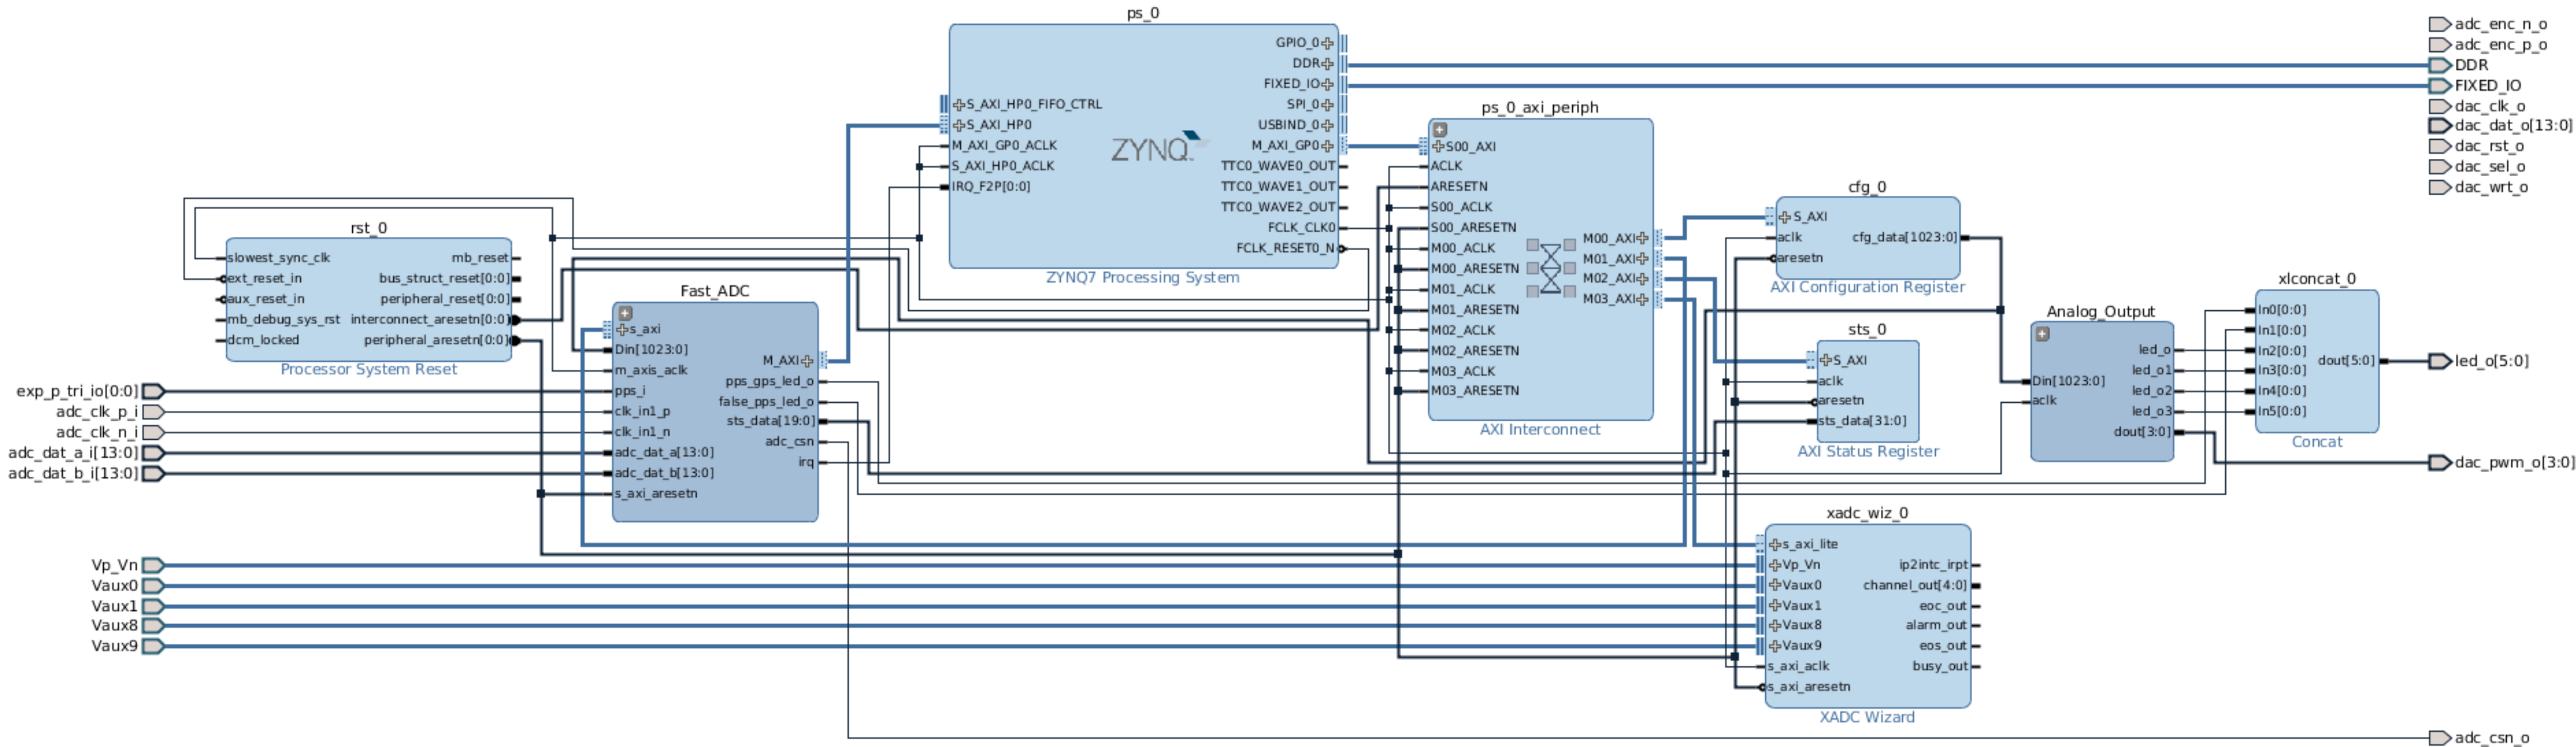 ps_0
GPIO_0
DDR
FIXED_IO
S_AXI_HP0_FIFO_CTRL
SPI_0
S_AXI_HP0
USBIND_0
M_AXI_GP0_ACLK
M_AXI_GP0
S_AXI_HP0_ACLK
TTC0_WAVE0_OUT
IRQ_F2P[0:0]
TTC0_WAVE1_OUT
TTC0_WAVE2_OUT
FCLK_CLK0
FCLK_RESET0_N
ZYNQ
ZYNQ7 Processing System
rst_0
slowest_sync_clk
mb_reset
ext_reset_in
bus_struct_reset[0:0]
aux_reset_in
peripheral_reset[0:0]
mb_debug_sys_rst
interconnect_aresetn[0:0]
dcm_locked
peripheral_aresetn[0:0]
Processor System Reset
exp_p_tri_io[0:0]
adc_clk_p_i
adc_clk_n_i
adc_dat_a_i[13:0]
adc_dat_b_i[13:0]
Vp_Vn
Vaux0
Vaux1
Vaux8
Vaux9
Fast_ADC
s_axi
Din[1023:0]
M_AXI
m_axis_aclk
pps_gps_led_o
pps_i
false_pps_led_o
clk_in1_p
sts_data[19:0]
clk_in1_n
adc_csn
adc_dat_a[13:0]
irq
adc_dat_b[13:0]
s_axi_aresetn
ps_0_axi_periph
S00_AXI
ACLK
ARESETN
S00_ACLK
S00_ARESETN
M00_ACLK
M00_AXI
M00_ARESETN
M01_AXI
M01_ACLK
M02_AXI
M01_ARESETN
M03_AXI
M02_ACLK
M02_ARESETN
M03_ACLK
M03_ARESETN
AXI Interconnect
cfg_0
S_AXI
aclk
cfg_data[1023:0]
aresetn
AXI Configuration Register
sts_0
S_AXI
aclk
aresetn
sts_data[31:0]
AXI Status Register
Analog_Output
led_o
led_o1
Din[1023:0]
led_o2
aclk
led_o3
dout[3:0]
xlconcat_0
In0[0:0]
In1[0:0]
In2[0:0]
In3[0:0]
dout[5:0]
In4[0:0]
In5[0:0]
Concat
xadc_wiz_0
s_axi_lite
Vp_Vn
ip2intc_irpt
Vaux0
channel_out[4:0]
Vaux1
eoc_out
Vaux8
alarm_out
Vaux9
eos_out
s_axi_aclk
busy_out
s_axi_aresetn
XADC Wizard
adc_enc_n_o
adc_enc_p_o
DDR
FIXED_IO
dac_clk_o
dac_dat_o[13:0]
dac_rst_o
dac_sel_o
dac_wrt_o
led_o[5:0]
dac_pwm_o[3:0]
adc_csn_o